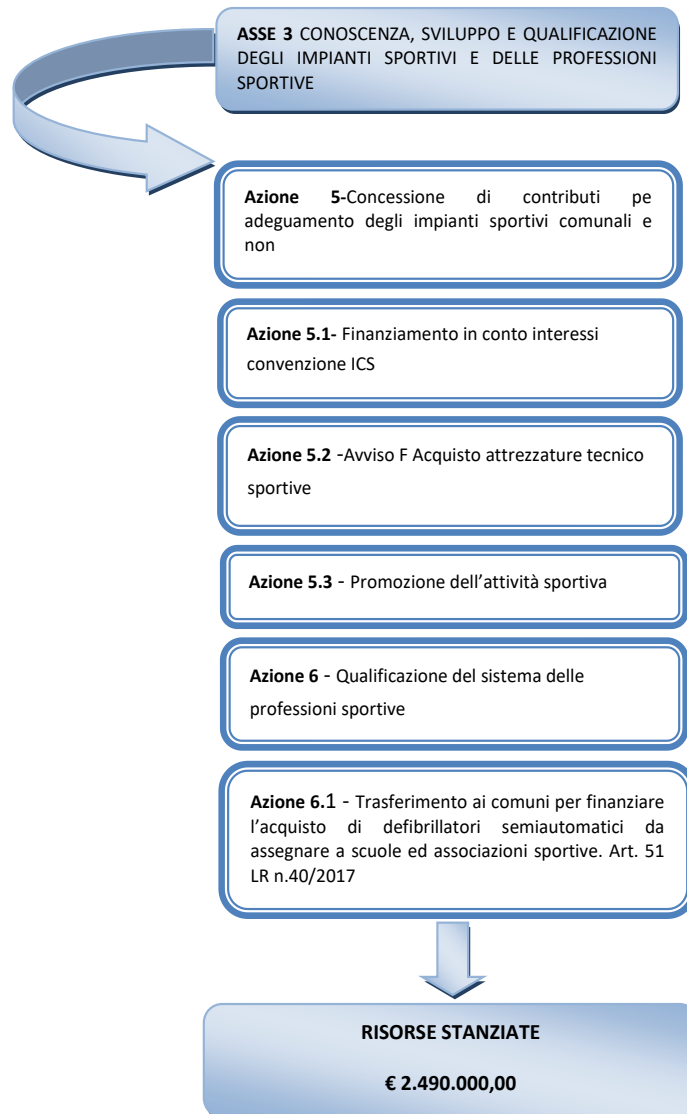 ASSE 3 CONOSCENZA, SVILUPPO E QUALIFICAZIONE
DEGLI IMPIANTI SPORTIVI E DELLE PROFESSIONI
SPORTIVE
Azione 5-Concessione di contributi pe
adeguamento degli impianti sportivi comunali e
non
Azione 5.1- Finanziamento in conto interessi
convenzione ICS
Azione 5.2 -Avviso F Acquisto attrezzature tecnico
sportive
Azione 5.3 - Promozione dell'attività sportiva
Azione 6 - Qualificazione del sistema delle
professioni sportive
Azione 6.1 - Trasferimento ai comuni per finanziare
l'acquisto di defibrillatori semiautomatici da
assegnare a scuole ed associazioni sportive. Art. 51
LR n.40/2017
RISORSE STANZIATE
€ 2.490.000,00